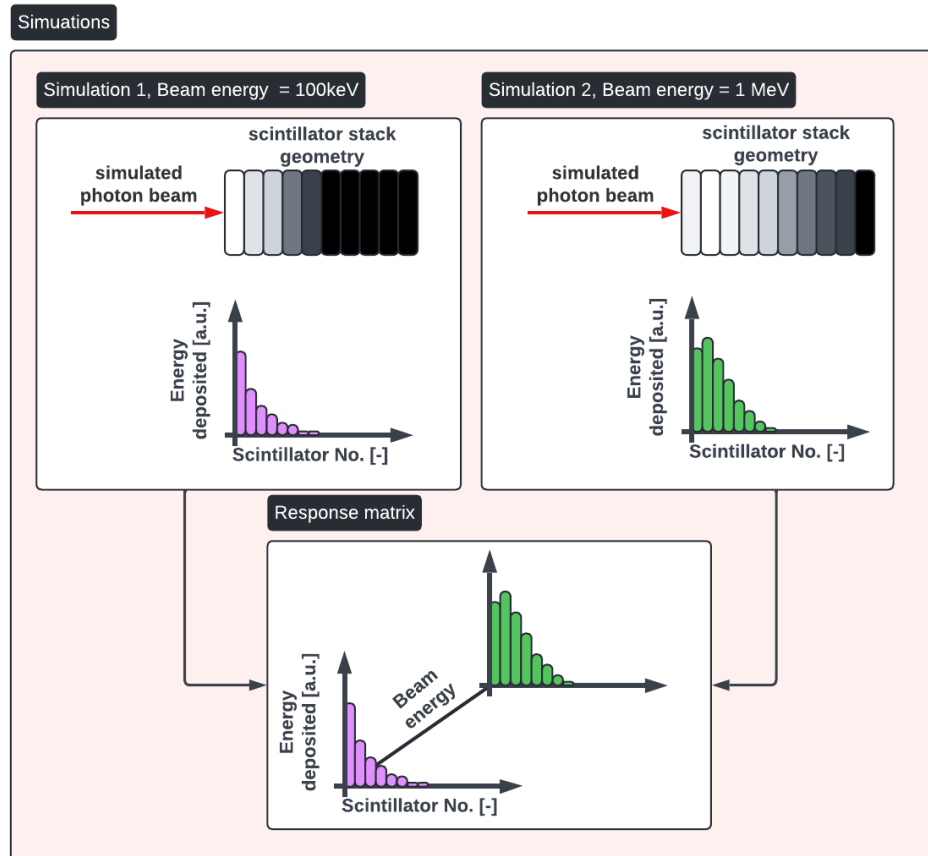 Simuations
Simulation 1, Beam energy  = 100keV
scintillator stack
geometry
simulated
photon beam
Energy
deposited [a.u.]
Scintillator No. [-]
Simulation 2, Beam energy = 1 MeV
scintillator stack
geometry
simulated
photon beam
Energy
deposited [a.u.]
Scintillator No. [-]
Response matrix
Beam
energy
Energy
deposited [a.u.]
Scintillator No. [-]